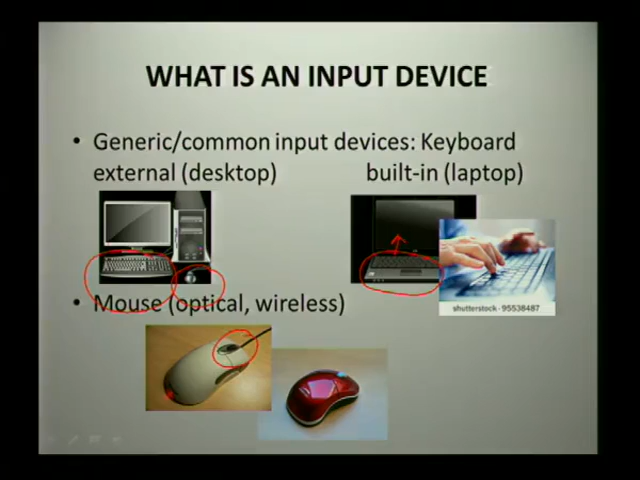 WHAT IS AN INPUT DEVICE
• Generic/common input devices: Keyboard
external (desktop) built-in (laptop)
shutterstock · 95538487
• Mouse (optical, wireless)